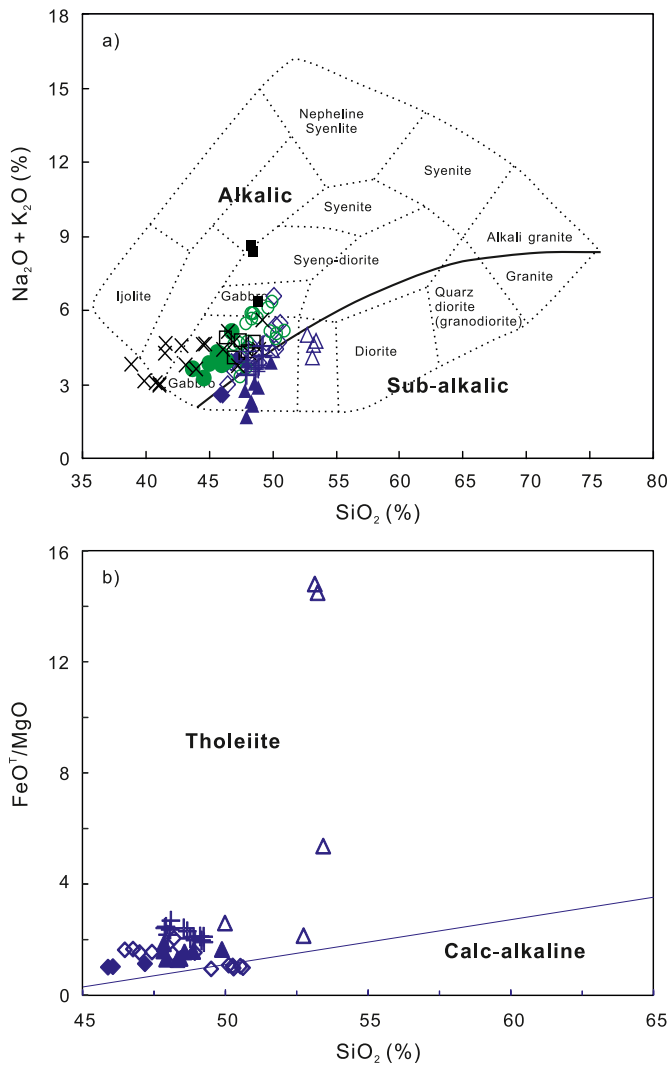 18
a)
Nepheline
Syenlite
15
12
Na₂O + K₂O (%)
Alkalic
Syenite
Syenite
9
Alkali granite
Syeno-diorite
Granite
Ijolite
Gabbro
Quarz
diorite
(granodiorite)
6
Diorite
3
Gabbro
Sub-alkalic
0
35 40 45 50 55 60 65 70 75 80
SiO₂ (%)
16
b)
12
Tholeiite
FeOᵀ/MgO
8
4
Calc-alkaline
0
45 50 55 60 65
SiO₂ (%)